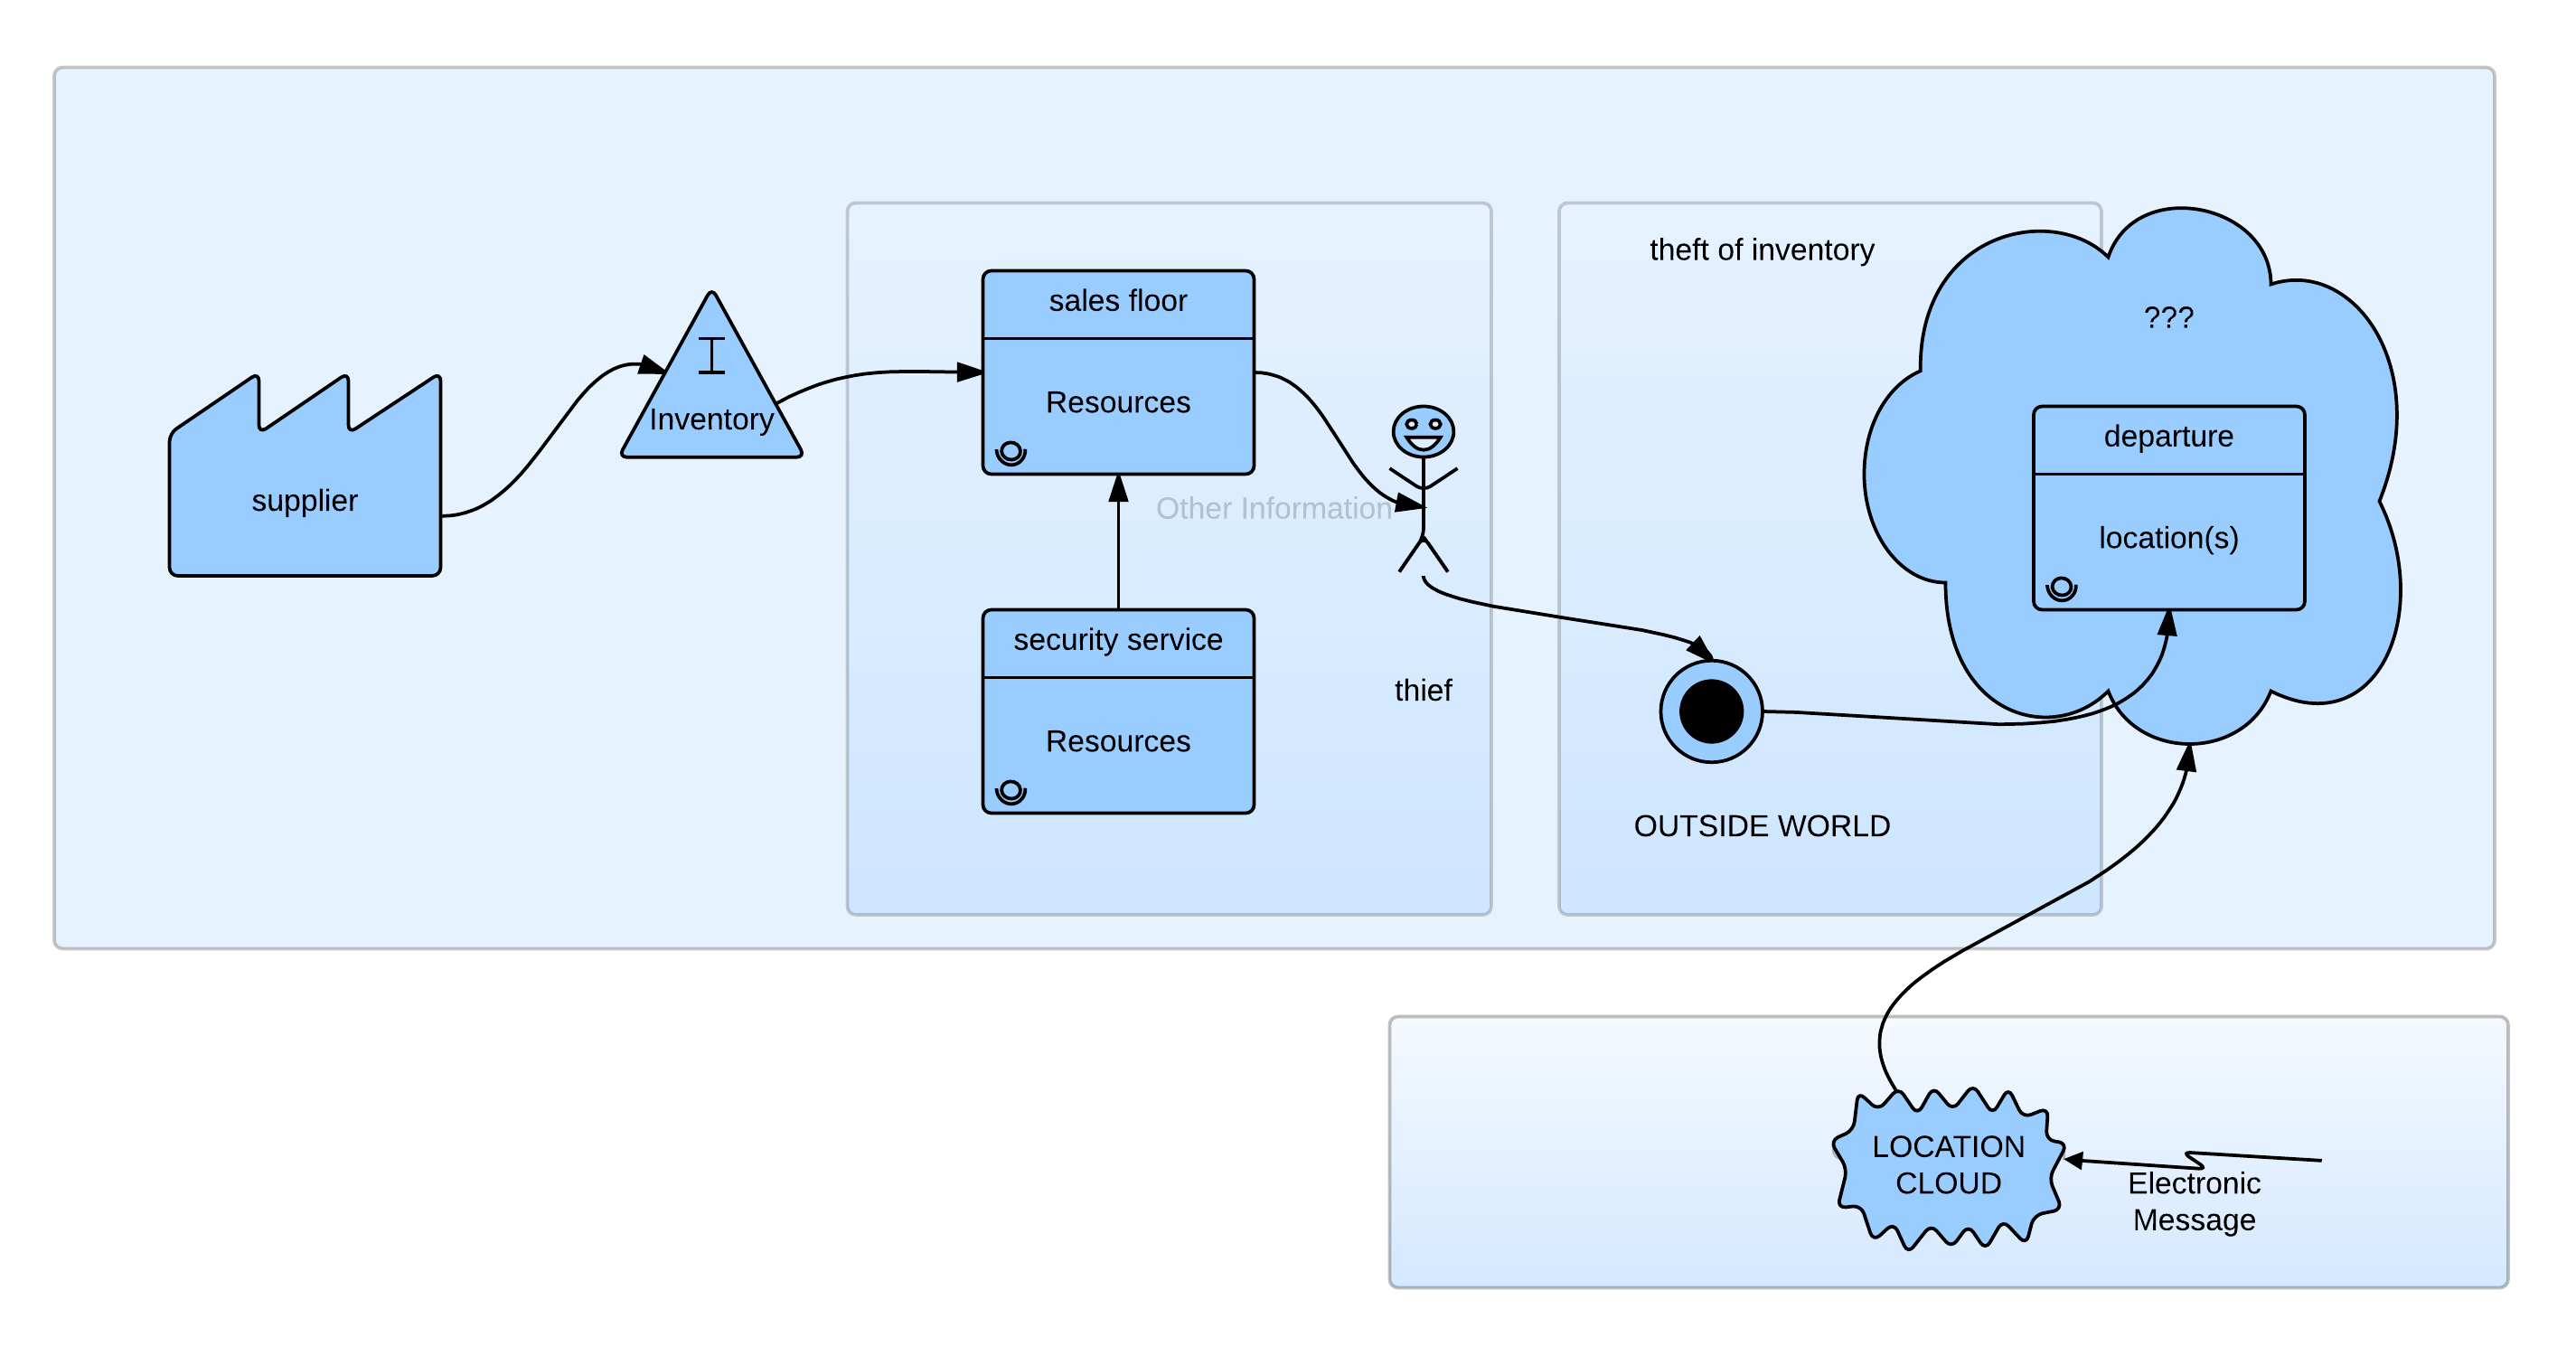 supplier
I
Inventory
sales floor
Resources
Other Information
security service
Resources
thief
theft of inventory
OUTSIDE WORLD
???
departure
location(s)
LOCATION
CLOUD
Electronic
Message